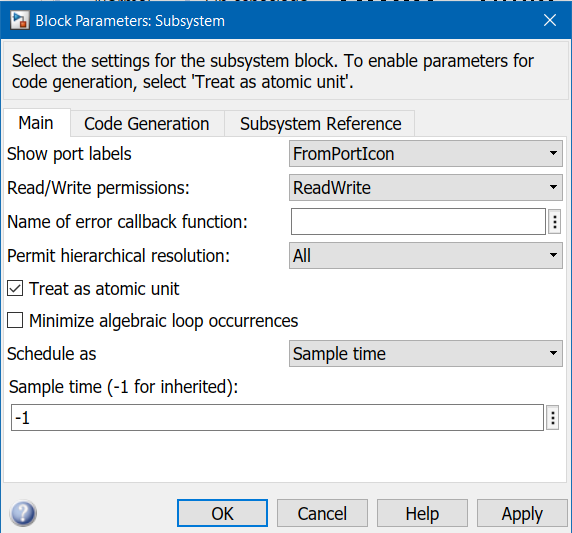 Block Parameters: Subsystem
Select the settings for the subsystem block. To enable parameters for
code generation, select 'Treat as atomic unit'.
Main Code Generation Subsystem Reference
Show port labels FromPortIcon
Read/Write permissions: ReadWrite
Name of error callback function:
Permit hierarchical resolution: All
Treat as atomic unit
Minimize algebraic loop occurrences
Schedule as Sample time
Sample time (-1 for inherited):
-1
OK Cancel Help Apply